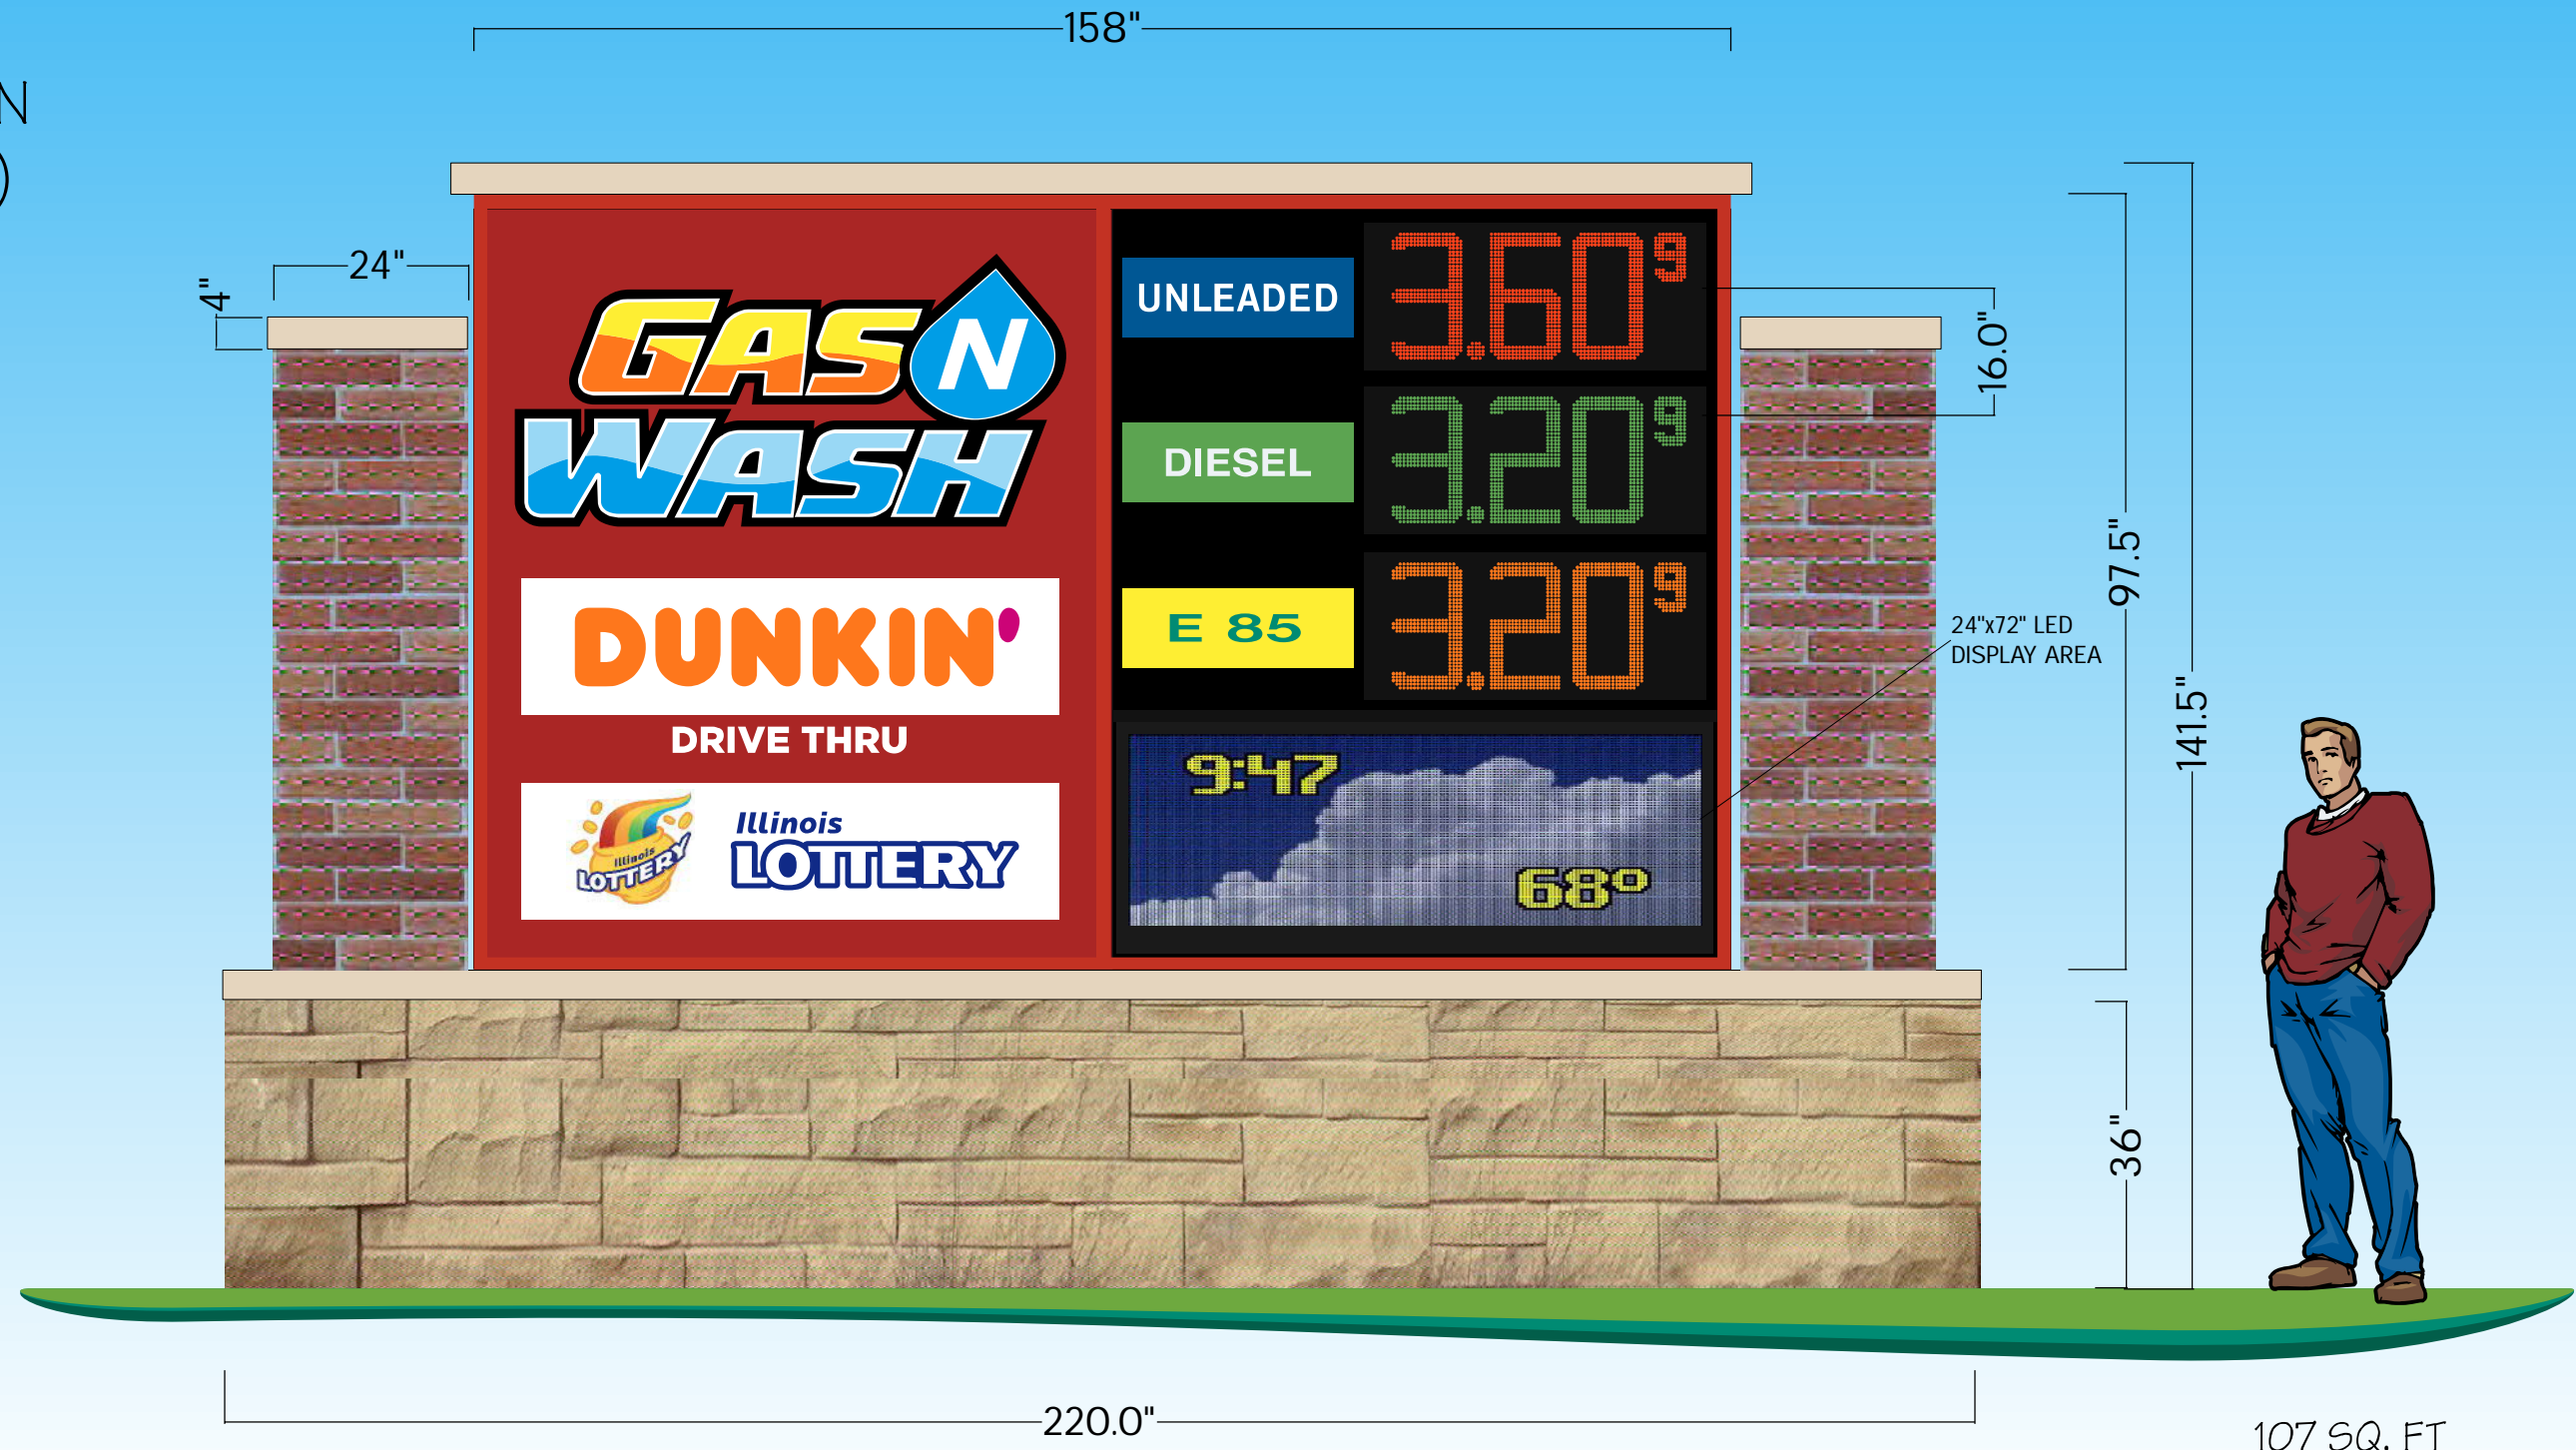 158"
N
)
24"
4"
GAS N
WASH
UNLEADED
3.60 9
16.0"
DIESEL
3.20 9
E 85
3.20 9
97.5"
24"x72" LED
DISPLAY AREA
141.5"
DUNKIN'
DRIVE THRU
9:47
68°
Illinois
LOTTERY
Illinois
LOTTERY
36"
220.0"
107 SQ. FT